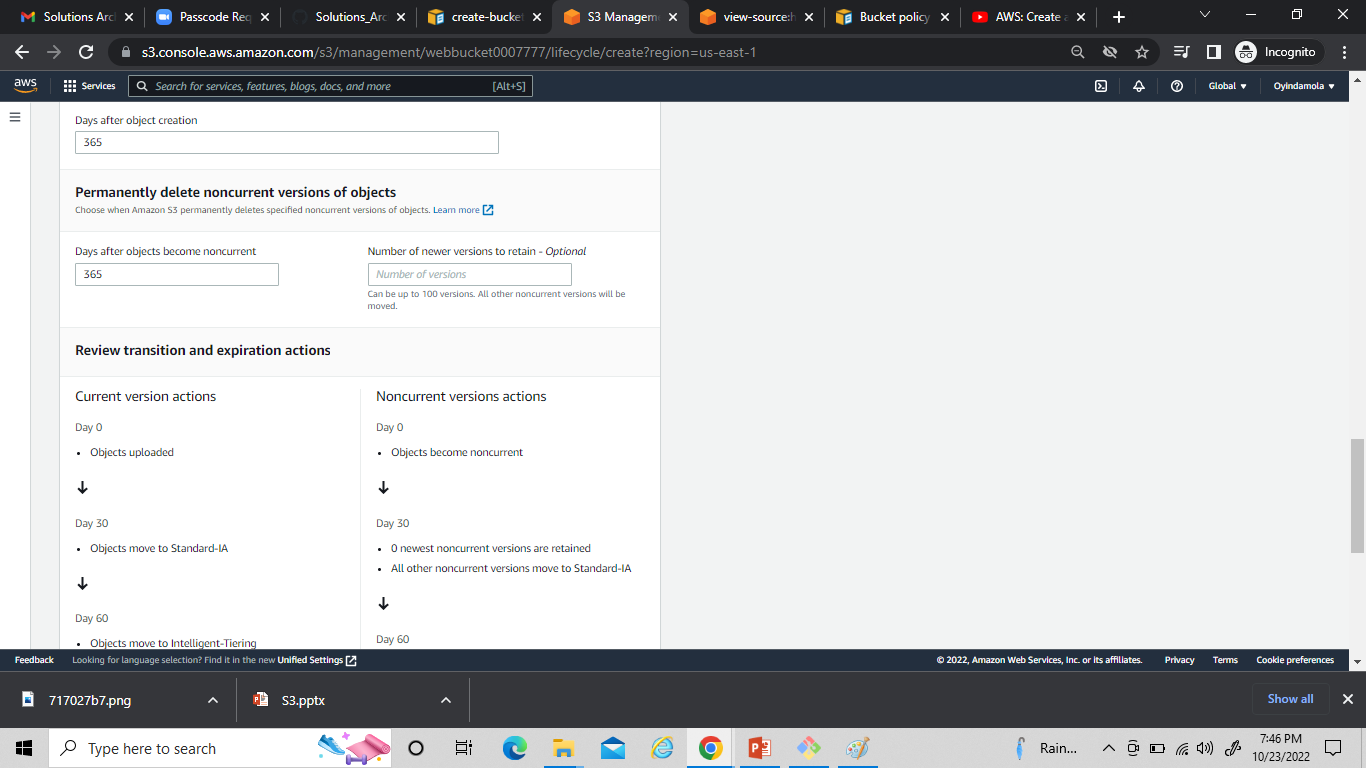 Solutions Arc
Passcode Req
Solutions_Arc
create-bucket
S3 Managem
view-source:h
Bucket policy
AWS: Create a
s3.console.aws.amazon.com/s3/management/webbucket0007777/lifecycle/create?region=us-east-1
Incognito
aws
Services
Search for services, features, blogs, docs, and more
[Alt+S]
Global
Oyindamola
Days after object creation
365
Permanently delete noncurrent versions of objects
Choose when Amazon S3 permanently deletes specified noncurrent versions of objects. Learn more
Days after objects become noncurrent
365
Number of newer versions to retain - Optional
Number of versions
Can be up to 100 versions. All other noncurrent versions will be
moved.
Review transition and expiration actions
Current version actions
Day 0
Objects uploaded
Day 30
Objects move to Standard-IA
Day 60
Objects move to Intelligent-Tiering
Noncurrent versions actions
Day 0
Objects become noncurrent
Day 30
0 newest noncurrent versions are retained
All other noncurrent versions move to Standard-IA
Day 60
Feedback
Looking for language selection? Find it in the new Unified Settings
© 2022, Amazon Web Services, Inc. or its affiliates.
Privacy
Terms
Cookie preferences
717027b7.png
S3.pptx
Show all
Type here to search
Rain...
7:46 PM
10/23/2022